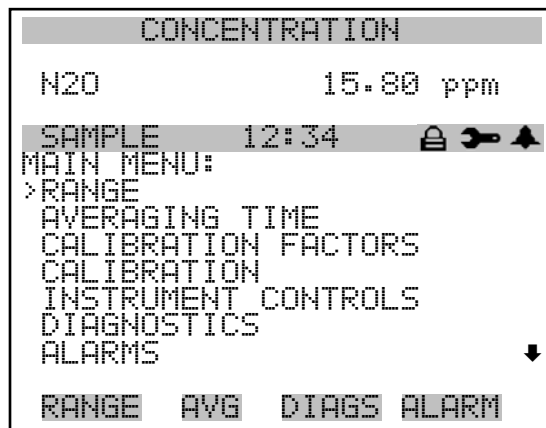 CONCENTRATION
N2O 15.80 ppm
SAMPLE 12:34
MAIN MENU:
>RANGE
AVERAGING TIME
CALIBRATION FACTORS
CALIBRATION
INSTRUMENT CONTROLS
DIAGNOSTICS
ALARMS
RANGE AVG DIAGS ALARM